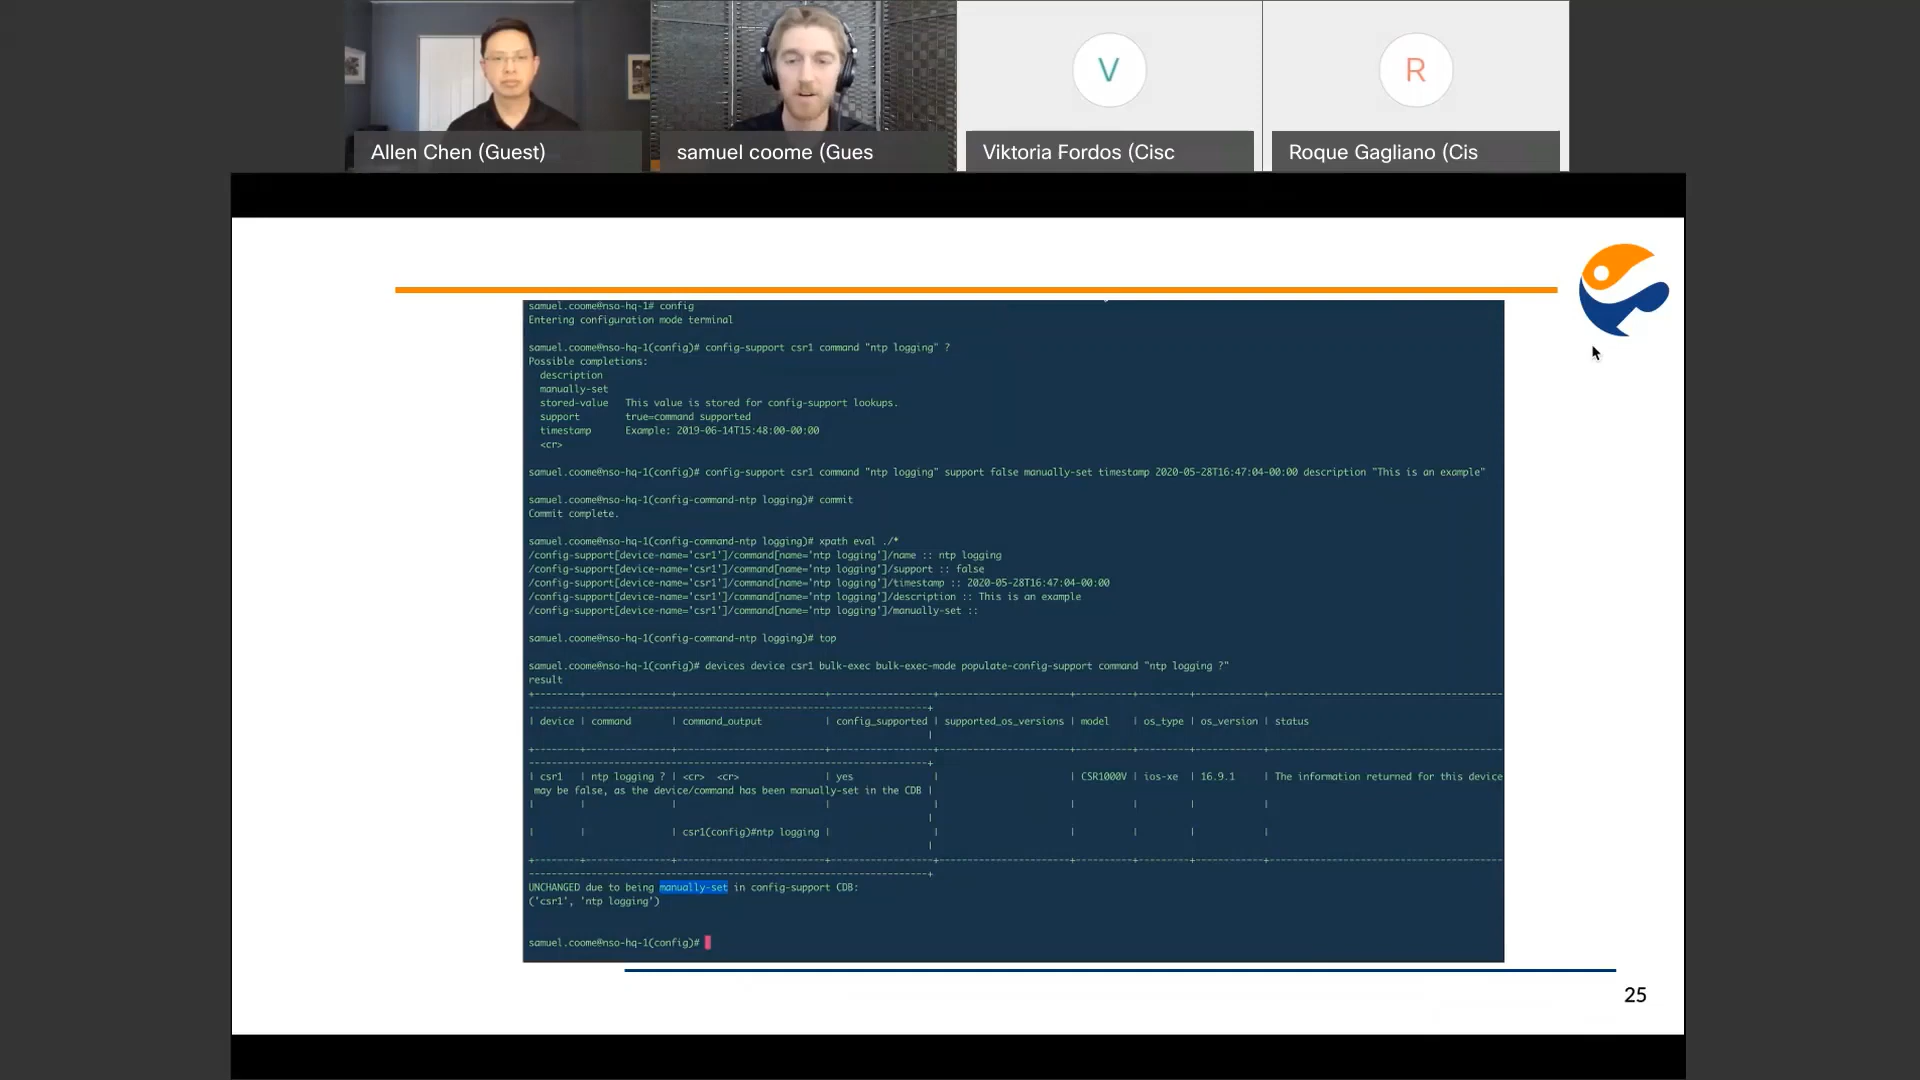 V
R
Allen Chen (Guest)
samuel coome (Gues
Viktoria Fordos (Cisc
Roque Gagliano (Cis
samuel.coome@nso-hq-1# config
Entering configuration mode terminal
samuel.coome@nso-hq-1(config)# config-support csr1 command "ntp logging" ?
Possible completions:
description
manually-set
stored-value This value is stored for config-support lookups.
support true=command supported
timestamp Example: 2019-06-14T15:48:00-00:00
<cr>
samuel.coome@nso-hq-1(config)# config-support csr1 command "ntp logging" support false manually-set timestamp 2020-05-28T16:47:04-00:00 description "This is an example"
samuel.coome@nso-hq-1(config-command-ntp logging)# commit
Commit complete.
samuel.coome@nso-hq-1(config-command-ntp logging)# xpath eval ./*
/config-support[device-name='csr1']/command[name='ntp logging']/name :: ntp logging
/config-support[device-name='csr1']/command[name='ntp logging']/support :: false
/config-support[device-name='csr1']/command[name='ntp logging']/timestamp :: 2020-05-28T16:47:04-00:00
/config-support[device-name='csr1']/command[name='ntp logging']/description :: This is an example
/config-support[device-name='csr1']/command[name='ntp logging']/manually-set ::
samuel.coome@nso-hq-1(config-command-ntp logging)# top
samuel.coome@nso-hq-1(config)# devices device csr1 bulk-exec bulk-exec-mode populate-config-support command "ntp logging ?"
result
| device | command | command_output | config_supported | supported_os_versions | model | os_type | os_version | status
| csr1 | ntp logging ? | <cr> <cr> | yes | | CSR1000V | ios-xe | 16.9.1 | The information returned for this device
may be false, as the device/command has been manually-set in the CDB |
| | | csr1(config)#ntp logging | | | | | |
UNCHANGED due to being manually-set in config-support CDB:
('csr1', 'ntp logging')
samuel.coome@nso-hq-1(config)#
25